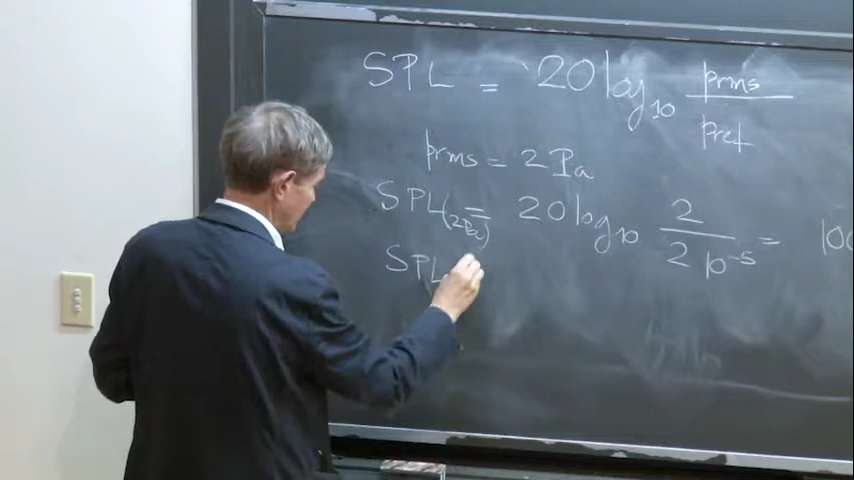 SPL = 20 log10 prms / pref
prms = 2 Pa
SPL(2Pa) = 20 log10 2 / 2 10^-5 = 100
SPL